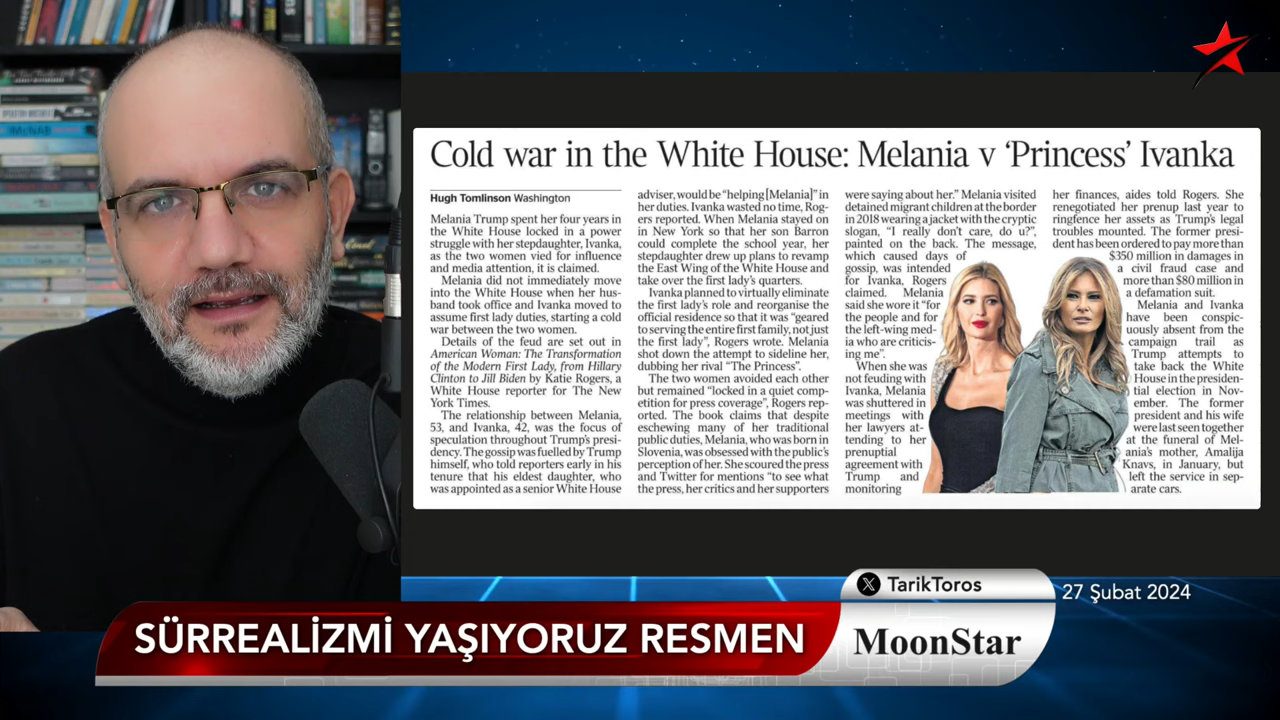 Cold war in the White House: Melania v ‘Princess’ Ivanka
Hugh Tomlinson Washington
Melania Trump spent her four years in
the White House locked in a power
struggle with her stepdaughter, Ivanka,
as the two women vied for influence
and media attention, it is claimed.
Melania did not immediately move
into the White House when her hus-
band took office and Ivanka moved to
assume first lady duties, starting a cold
war between the two women.
Details of the feud are set out in
American Woman: The Transformation
of the Modern First Lady, from Hillary
Clinton to Jill Biden by Katie Rogers, a
White House reporter for The New
York Times.
The relationship between Melania,
53, and Ivanka, 42, was the focus of
speculation throughout Trump's presi-
dency. The gossip was fuelled by Trump
himself, who told reporters early in his
tenure that his eldest daughter, who
was appointed as a senior White House
adviser, would be “helping [Melania]” in
her duties. Ivanka wasted no time, Rog-
ers reported. When Melania stayed on
in New York so that her son Barron
could complete the school year, her
stepdaughter drew up plans to revamp
the East Wing of the White House and
take over the first lady's quarters.
Ivanka planned to virtually eliminate
the first lady's role and reorganise the
official residence so that it was “geared
to serving the entire first family, not just
the first lady”, Rogers wrote. Melania
shot down the attempt to sideline her,
dubbing her rival “The Princess”.
The two women avoided each other
but remained “locked in a quiet comp-
etition for press coverage”, Rogers rep-
orted. The book claims that despite
eschewing many of her traditional
public duties, Melania, who was born in
Slovenia, was obsessed with the public's
perception of her. She scoured the press
and Twitter for mentions “to see what
the press, her critics and her supporters
were saying about her.” Melania visited
detained migrant children at the border
in 2018 wearing a jacket with the cryptic
slogan, “I really don't care, do u?”,
painted on the back. The message,
which caused days of
gossip, was intended
for Ivanka, Rogers
claimed. Melania
said she wore it “for
the people and for
the left-wing med-
ia who are criticis-
ing me”.
When she was
not feuding with
Ivanka, Melania
was shuttered in
meetings with
her lawyers at-
tending to her
prenuptial
agreement with
Trump and
monitoring
her finances, aides told Rogers. She
renegotiated her prenup last year to
ringfence her assets as Trump's legal
troubles mounted. The former presi-
dent has been ordered to pay more than
$350 million in damages in
a civil fraud case and
more than $80 million in
a defamation suit.
Melania and Ivanka
have been conspic-
uously absent from the
campaign trail as
Trump attempts to
take back the White
House in the presiden-
tial election in Nov-
ember. The former
president and his wife
were last seen together
at the funeral of Mel-
ania's mother, Amalija
Knavs, in January, but
left the service in sep-
arate cars.
X TarikToros
27 Şubat 2024
SÜRREALİZMİ YAŞIYORUZ RESMEN
MoonStar